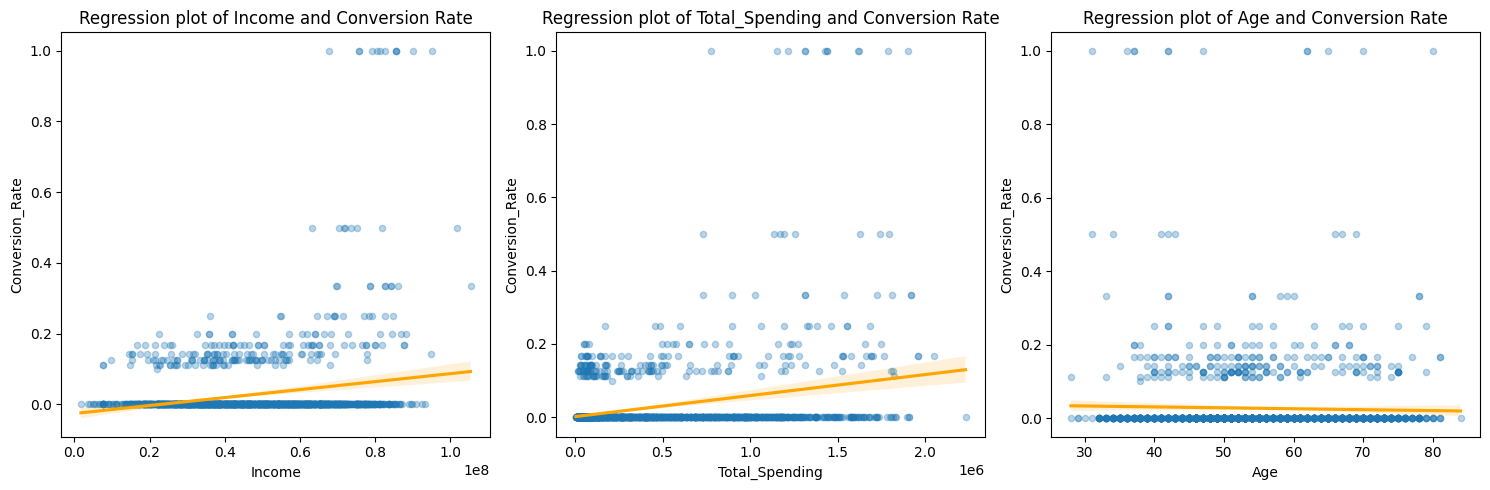 Regression plot of Income and Conversion Rate
Conversion_Rate
1.0
0.8
0.6
0.4
0.2
0.0
0.0 0.2 0.4 0.6 0.8 1.0
1e8
Income
Regression plot of Total_Spending and Conversion Rate
Conversion_Rate
1.0
0.8
0.6
0.4
0.2
0.0
0.0 0.5 1.0 1.5 2.0
1e6
Total_Spending
Regression plot of Age and Conversion Rate
Conversion_Rate
1.0
0.8
0.6
0.4
0.2
0.0
30 40 50 60 70 80
Age